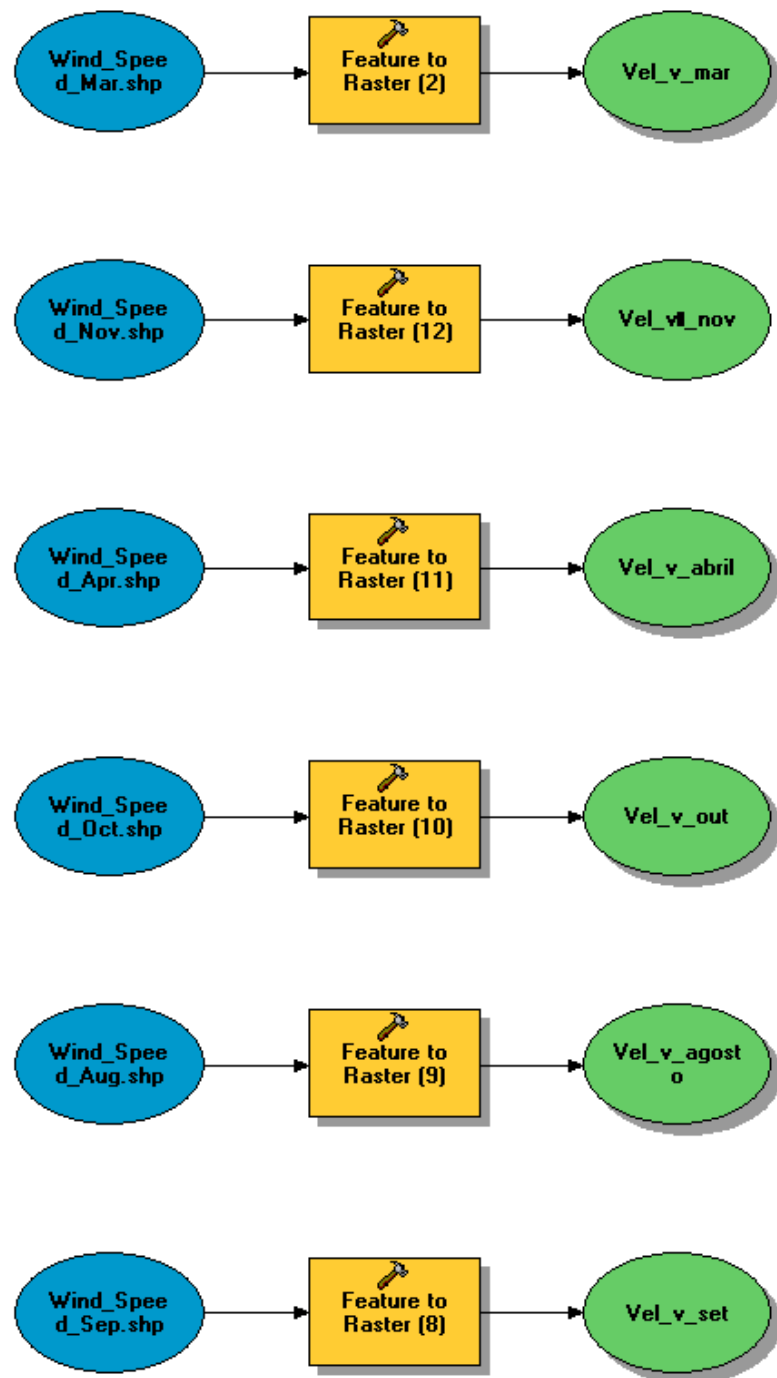 Wind_Spee
d_Mar.shp
Feature to
Raster (2)
Vel_v_mar
Wind_Spee
d_Nov.shp
Feature to
Raster (12)
Vel_vII_nov
Wind_Spee
d_Apr.shp
Feature to
Raster (11)
Vel_v_abril
Wind_Spee
d_Oct.shp
Feature to
Raster (10)
Vel_v_out
Wind_Spee
d_Aug.shp
Feature to
Raster (9)
Vel_v_agost
o
Wind_Spee
d_Sep.shp
Feature to
Raster (8)
Vel_v_set